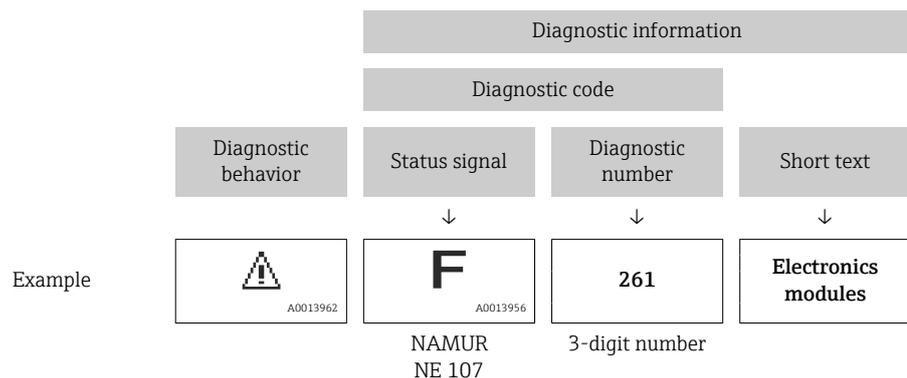 Diagnostic information
Diagnostic code
Diagnostic
behavior
Status signal
Diagnostic
number
Short text
↓
↓
↓
Example
A0013962
F
A0013956
261
Electronics
modules
NAMUR
NE 107
3-digit number